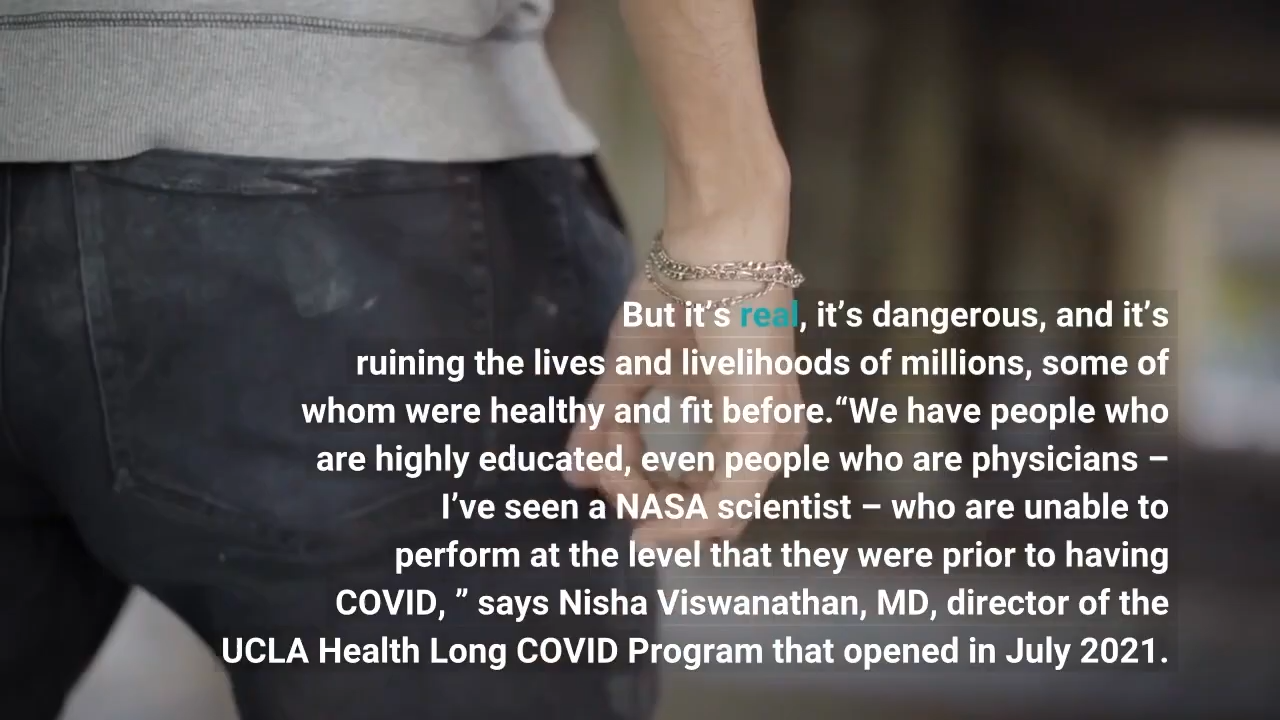 But it’s real, it’s dangerous, and it’s
ruining the lives and livelihoods of millions, some of
whom were healthy and fit before.“We have people who
are highly educated, even people who are physicians –
I’ve seen a NASA scientist – who are unable to
perform at the level that they were prior to having
COVID, ” says Nisha Viswanathan, MD, director of the
UCLA Health Long COVID Program that opened in July 2021.